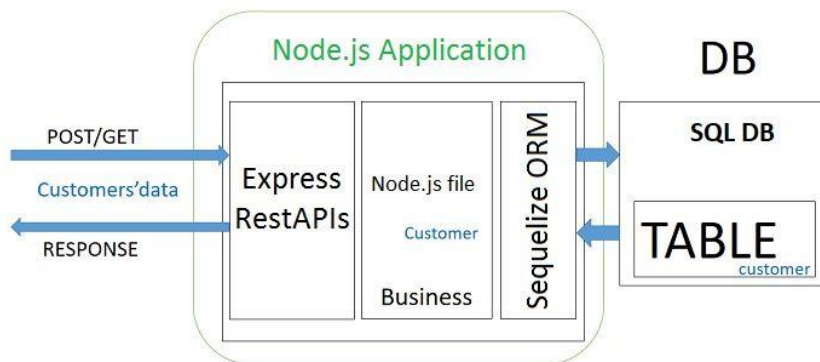 Node.js Application
POST/GET
Customers'data
RESPONSE
Express
RestAPIs
Node.js file
Customer
Business
Sequelize ORM
DB
SQL DB
TABLE
customer